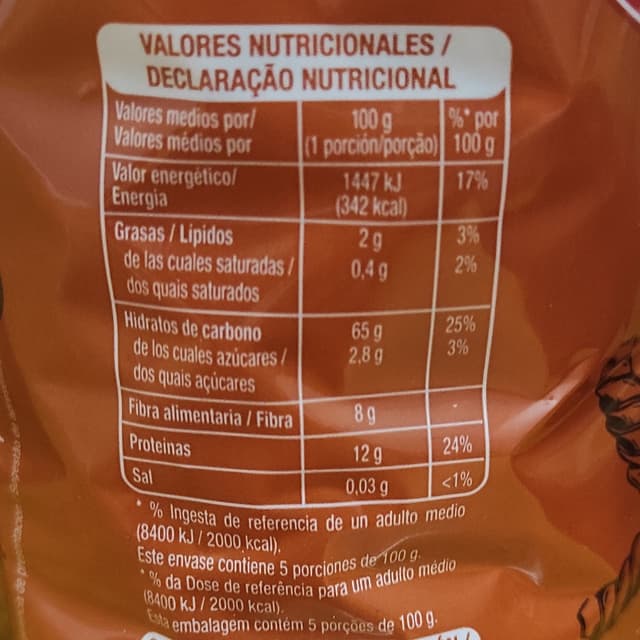 VALORES NUTRICIONALES /
DECLARAÇÃO NUTRICIONAL
Valores medios por/
Valores médios por
100 g
(1 porción/porção)
%* por
100 g
Valor energético/
Energia
1447 kJ
(342 kcal)
17%
Grasas / Lípidos
2 g
3%
de las cuales saturadas /
dos quais saturados
0,4 g
2%
Hidratos de carbono
65 g
25%
de los cuales azúcares /
dos quais açúcares
2,8 g
3%
Fibra alimentaria / Fibra
8 g
-
Proteinas
12 g
24%
Sal
0,03 g
<1%
* % Ingesta de referencia de un adulto medio
(8400 kJ / 2000 kcal).
Este envase contiene 5 porciones de 100 g.
* % da Dose de referência para um adulto médio
(8400 kJ / 2000 kcal).
Esta embalagem contém 5 porções de 100 g.